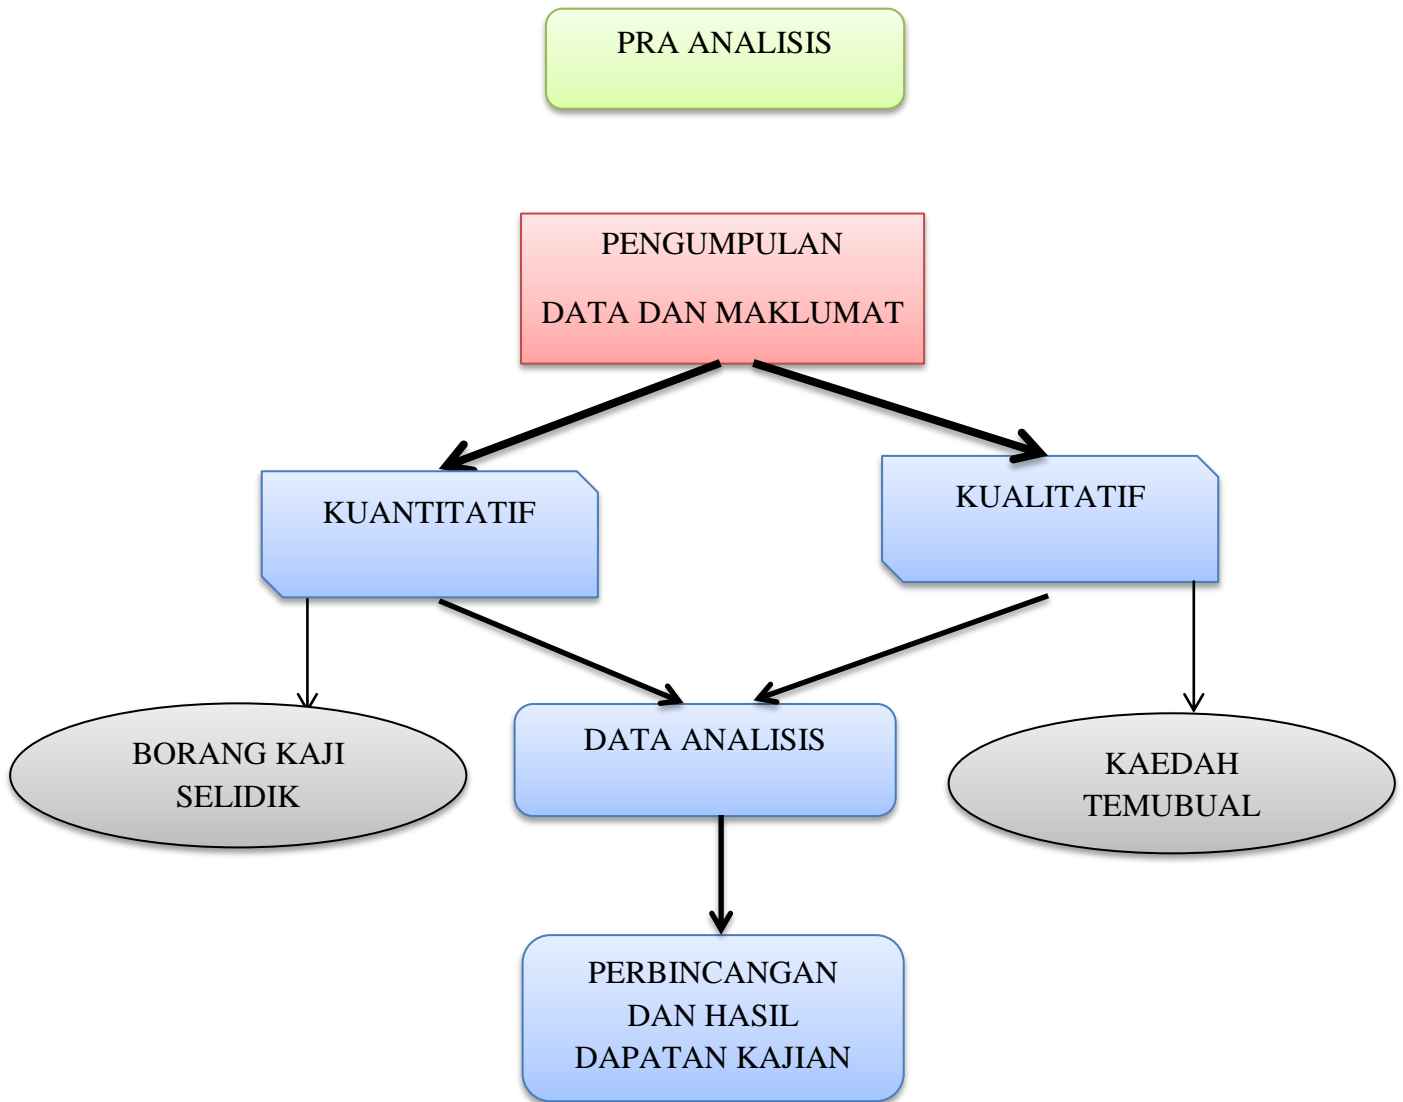 PRA ANALISIS
PENGUMPULAN
DATA DAN MAKLUMAT
KUANTITATIF
KUALITATIF
BORANG KAJI
SELIDIK
DATA ANALISIS
KAEDAH
TEMUBUAL
PERBINCANGAN
DAN HASIL
DAPATAN KAJIAN